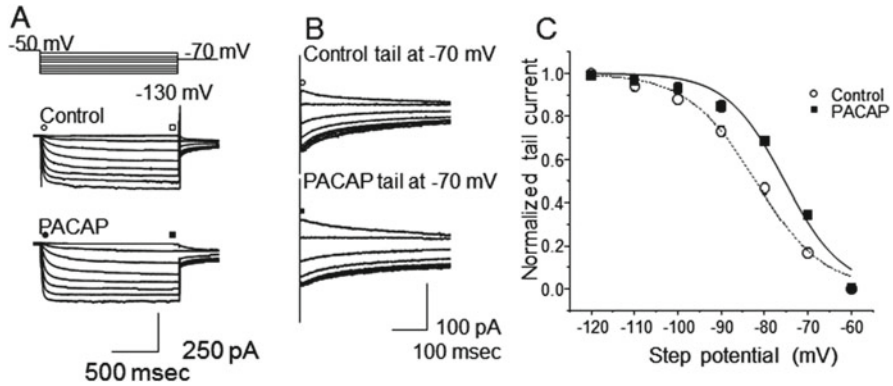 A
-50 mV
-70 mV
-130 mV
Control
PACAP
250 pA
500 msec
B
Control tail at -70 mV
PACAP tail at -70 mV
100 pA
100 msec
C
Normalized tail current
1.0
0.8
0.6
0.4
0.2
0.0
-120 -110 -100 -90 -80 -70 -60
Step potential (mV)
Control
PACAP